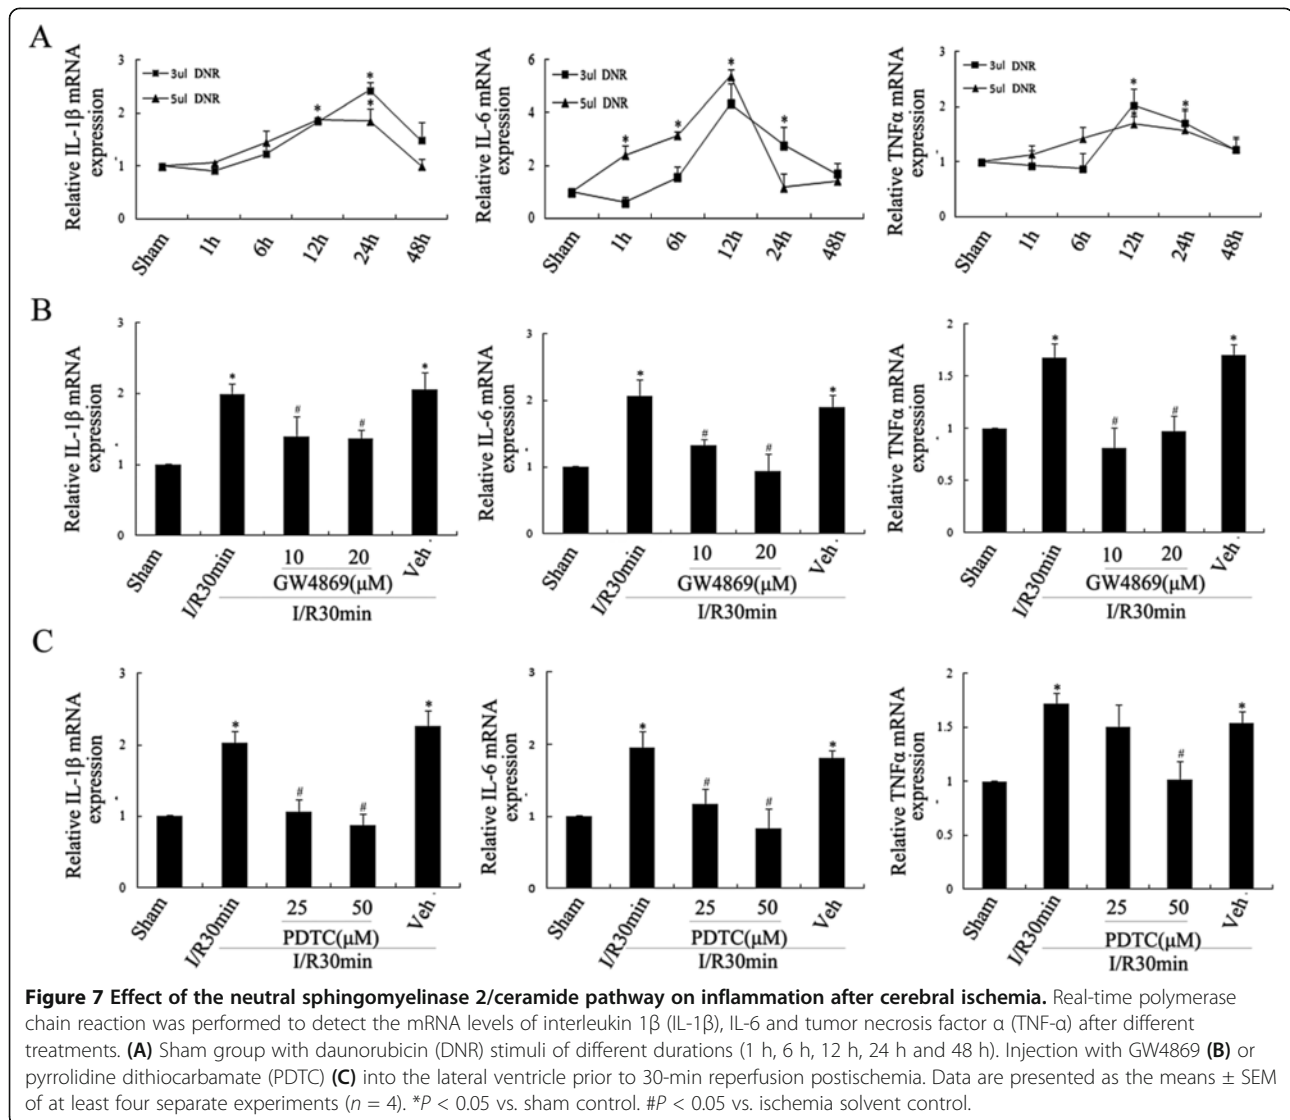 A
Relative IL-1β mRNA
expression
3
2
1
0
3ul DNR
5ul DNR
*
*
*
Sham
1h
6h
12h
24h
48h
Relative IL-6 mRNA
expression
6
4
2
0
3ul DNR
5ul DNR
*
*
*
*
Sham
1h
6h
12h
24h
48h
Relative TNFα mRNA
expression
3
2
1
0
3ul DNR
5ul DNR
*
*
Sham
1h
6h
12h
24h
48h
B
Relative IL-1β mRNA
expression
3
2
1
0
*
#
#
*
Sham
I/R30min
10
20
Veh.
GW4869(μM)
I/R30min
Relative IL-6 mRNA
expression
3
2
1
0
*
#
#
*
Sham
I/R30min
10
20
Veh.
GW4869(μM)
I/R30min
Relative TNFα mRNA
expression
2
1.5
1
0.5
0
*
#
#
*
Sham
I/R30min
10
20
Veh.
GW4869(μM)
I/R30min
C
Relative IL-1β mRNA
expression
3
2
1
0
*
#
#
*
Sham
I/R30min
25
50
Veh.
PDTC(μM)
I/R30min
Relative IL-6 mRNA
expression
3
2
1
0
*
#
#
*
Sham
I/R30min
25
50
Veh
PDTC(μM)
I/R30min
Relative TNFα mRNA
expression
2
1.5
1
0.5
0
*
#
*
Sham
I/R30min
25
50
Veh.
PDTC(μM)
I/R30min
Figure 7 Effect of the neutral sphingomyelinase 2/ceramide pathway on inflammation after cerebral ischemia. Real-time polymerase
chain reaction was performed to detect the mRNA levels of interleukin 1β (IL-1β), IL-6 and tumor necrosis factor α (TNF-α) after different
treatments. (A) Sham group with daunorubicin (DNR) stimuli of different durations (1 h, 6 h, 12 h, 24 h and 48 h). Injection with GW4869 (B) or
pyrrolidine dithiocarbamate (PDTC) (C) into the lateral ventricle prior to 30-min reperfusion postischemia. Data are presented as the means ± SEM
of at least four separate experiments (n = 4). *P < 0.05 vs. sham control. #P < 0.05 vs. ischemia solvent control.